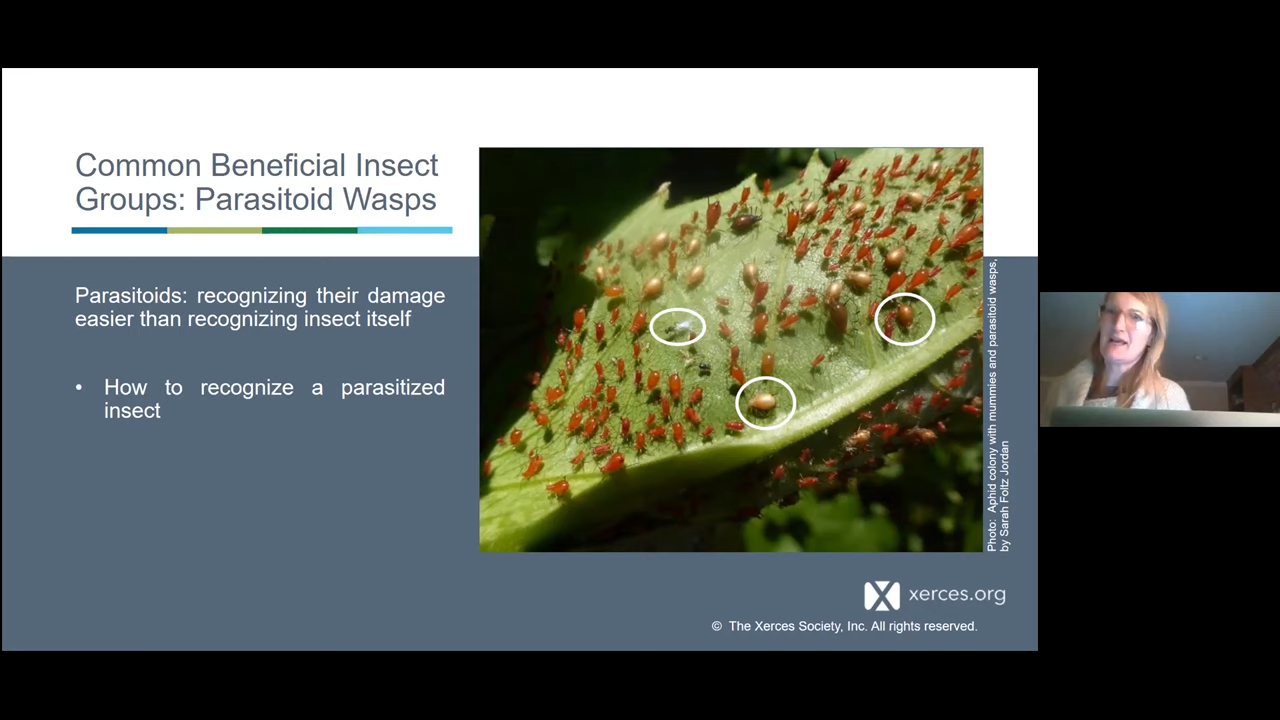 Common Beneficial Insect
Groups: Parasitoid Wasps
Parasitoids: recognizing their damage
easier than recognizing insect itself
• How to recognize a parasitized
insect
Photo: Aphid colony with mummies and parasitoid wasps,
by Sarah Foltz Jordan
xerces.org
© The Xerces Society, Inc. All rights reserved.